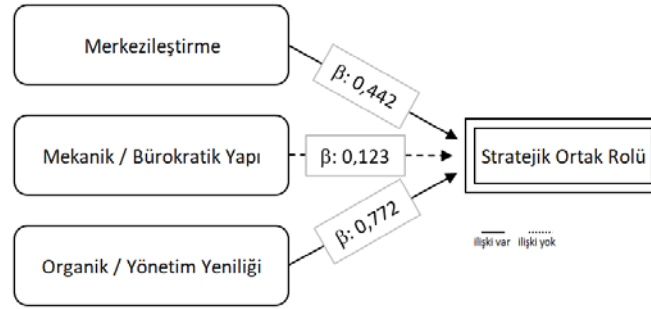 Merkezileştirme
β: 0,442
Mekanik / Bürokratik Yapı
β: 0,123
Stratejik Ortak Rolü
β: 0,772
Organik / Yönetim Yeniliği
ilişki var ilişki yok